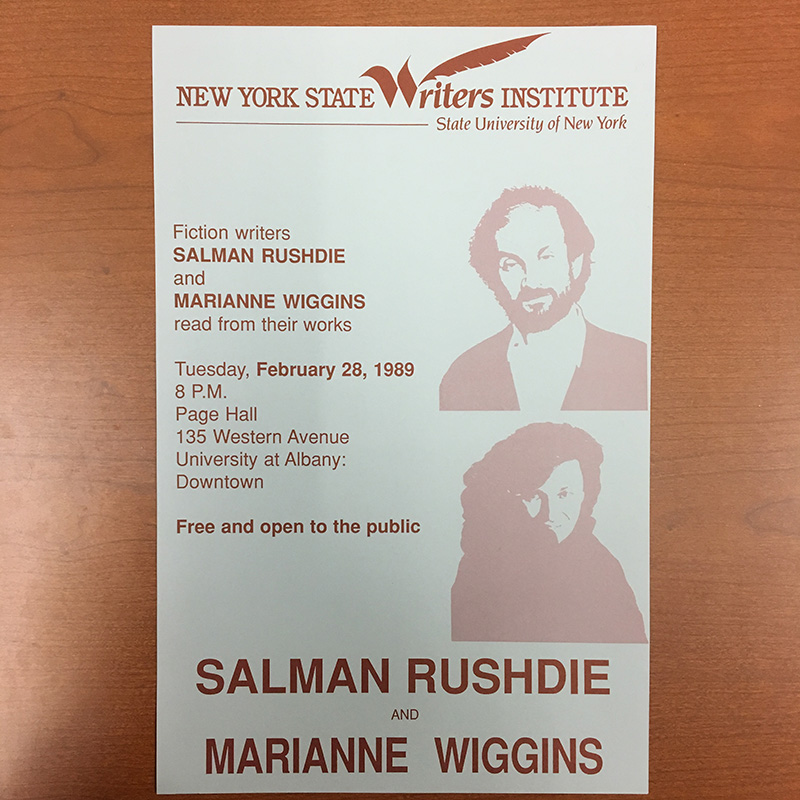 NEW YORK STATE Writers INSTITUTE
State University of New York
Fiction writers
SALMAN RUSHDIE
and
MARIANNE WIGGINS
read from their works
Tuesday, February 28, 1989
8 P.M.
Page Hall
135 Western Avenue
University at Albany:
Downtown
Free and open to the public
SALMAN RUSHDIE
AND
MARIANNE WIGGINS